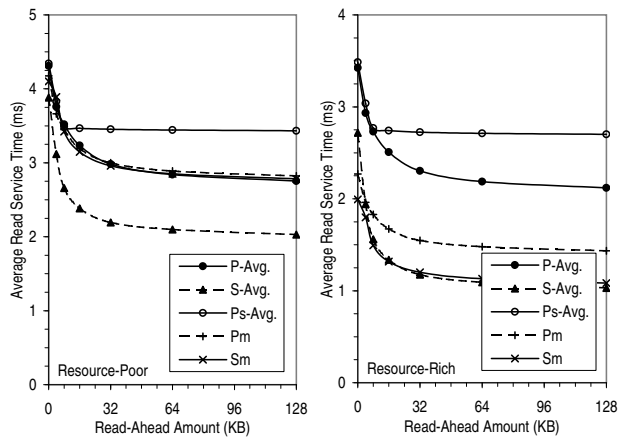 Average Read Service Time (ms)
5
4
3
2
1
0
P-Avg.
S-Avg.
Ps-Avg.
Pm
Sm
Resource-Poor
0 32 64 96 128
Read-Ahead Amount (KB)
Average Read Service Time (ms)
4
3
2
1
0
P-Avg.
S-Avg.
Ps-Avg.
Pm
Sm
Resource-Rich
0 32 64 96 128
Read-Ahead Amount (KB)